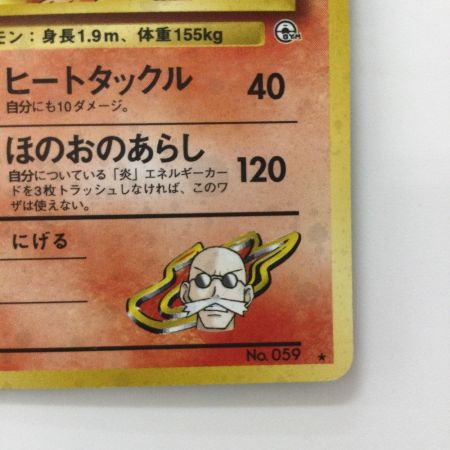 モン：身長1.9m、体重155kg
GYM
ヒートタックル 40
自分にも10ダメージ。
ほのおのあらし 120
自分についている「炎」エネルギーカー
ドを3枚トラッシュしなければ、このワ
ザは使えない。
にげる
No. 059 ★